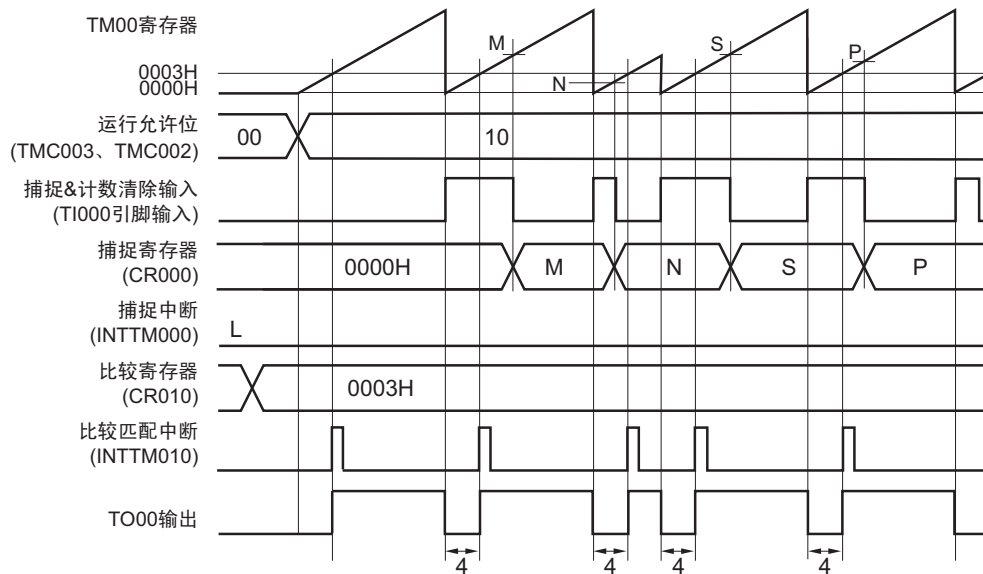 TM00寄存器
M
S
P
N
0003H
0000H
运行允许位
(TMC003、TMC002)
00
10
捕捉&计数清除输入
(TI000引脚输入)
捕捉寄存器
(CR000)
0000H
M
N
S
P
捕捉中断
(INTTM000)
L
比较寄存器
(CR010)
0003H
比较匹配中断
(INTTM010)
TO00输出
4
4
4
4